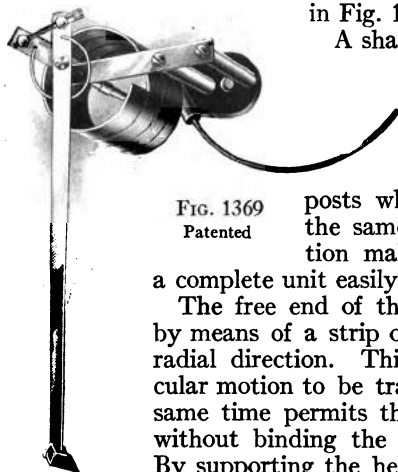 in Fig. 1
A sha
FIG. 1369
Patented
posts wh
the same
tion mak
a complete unit easily
The free end of th
by means of a strip o
radial direction. Thi
cular motion to be tra
same time permits th
without binding the
By supporting the he